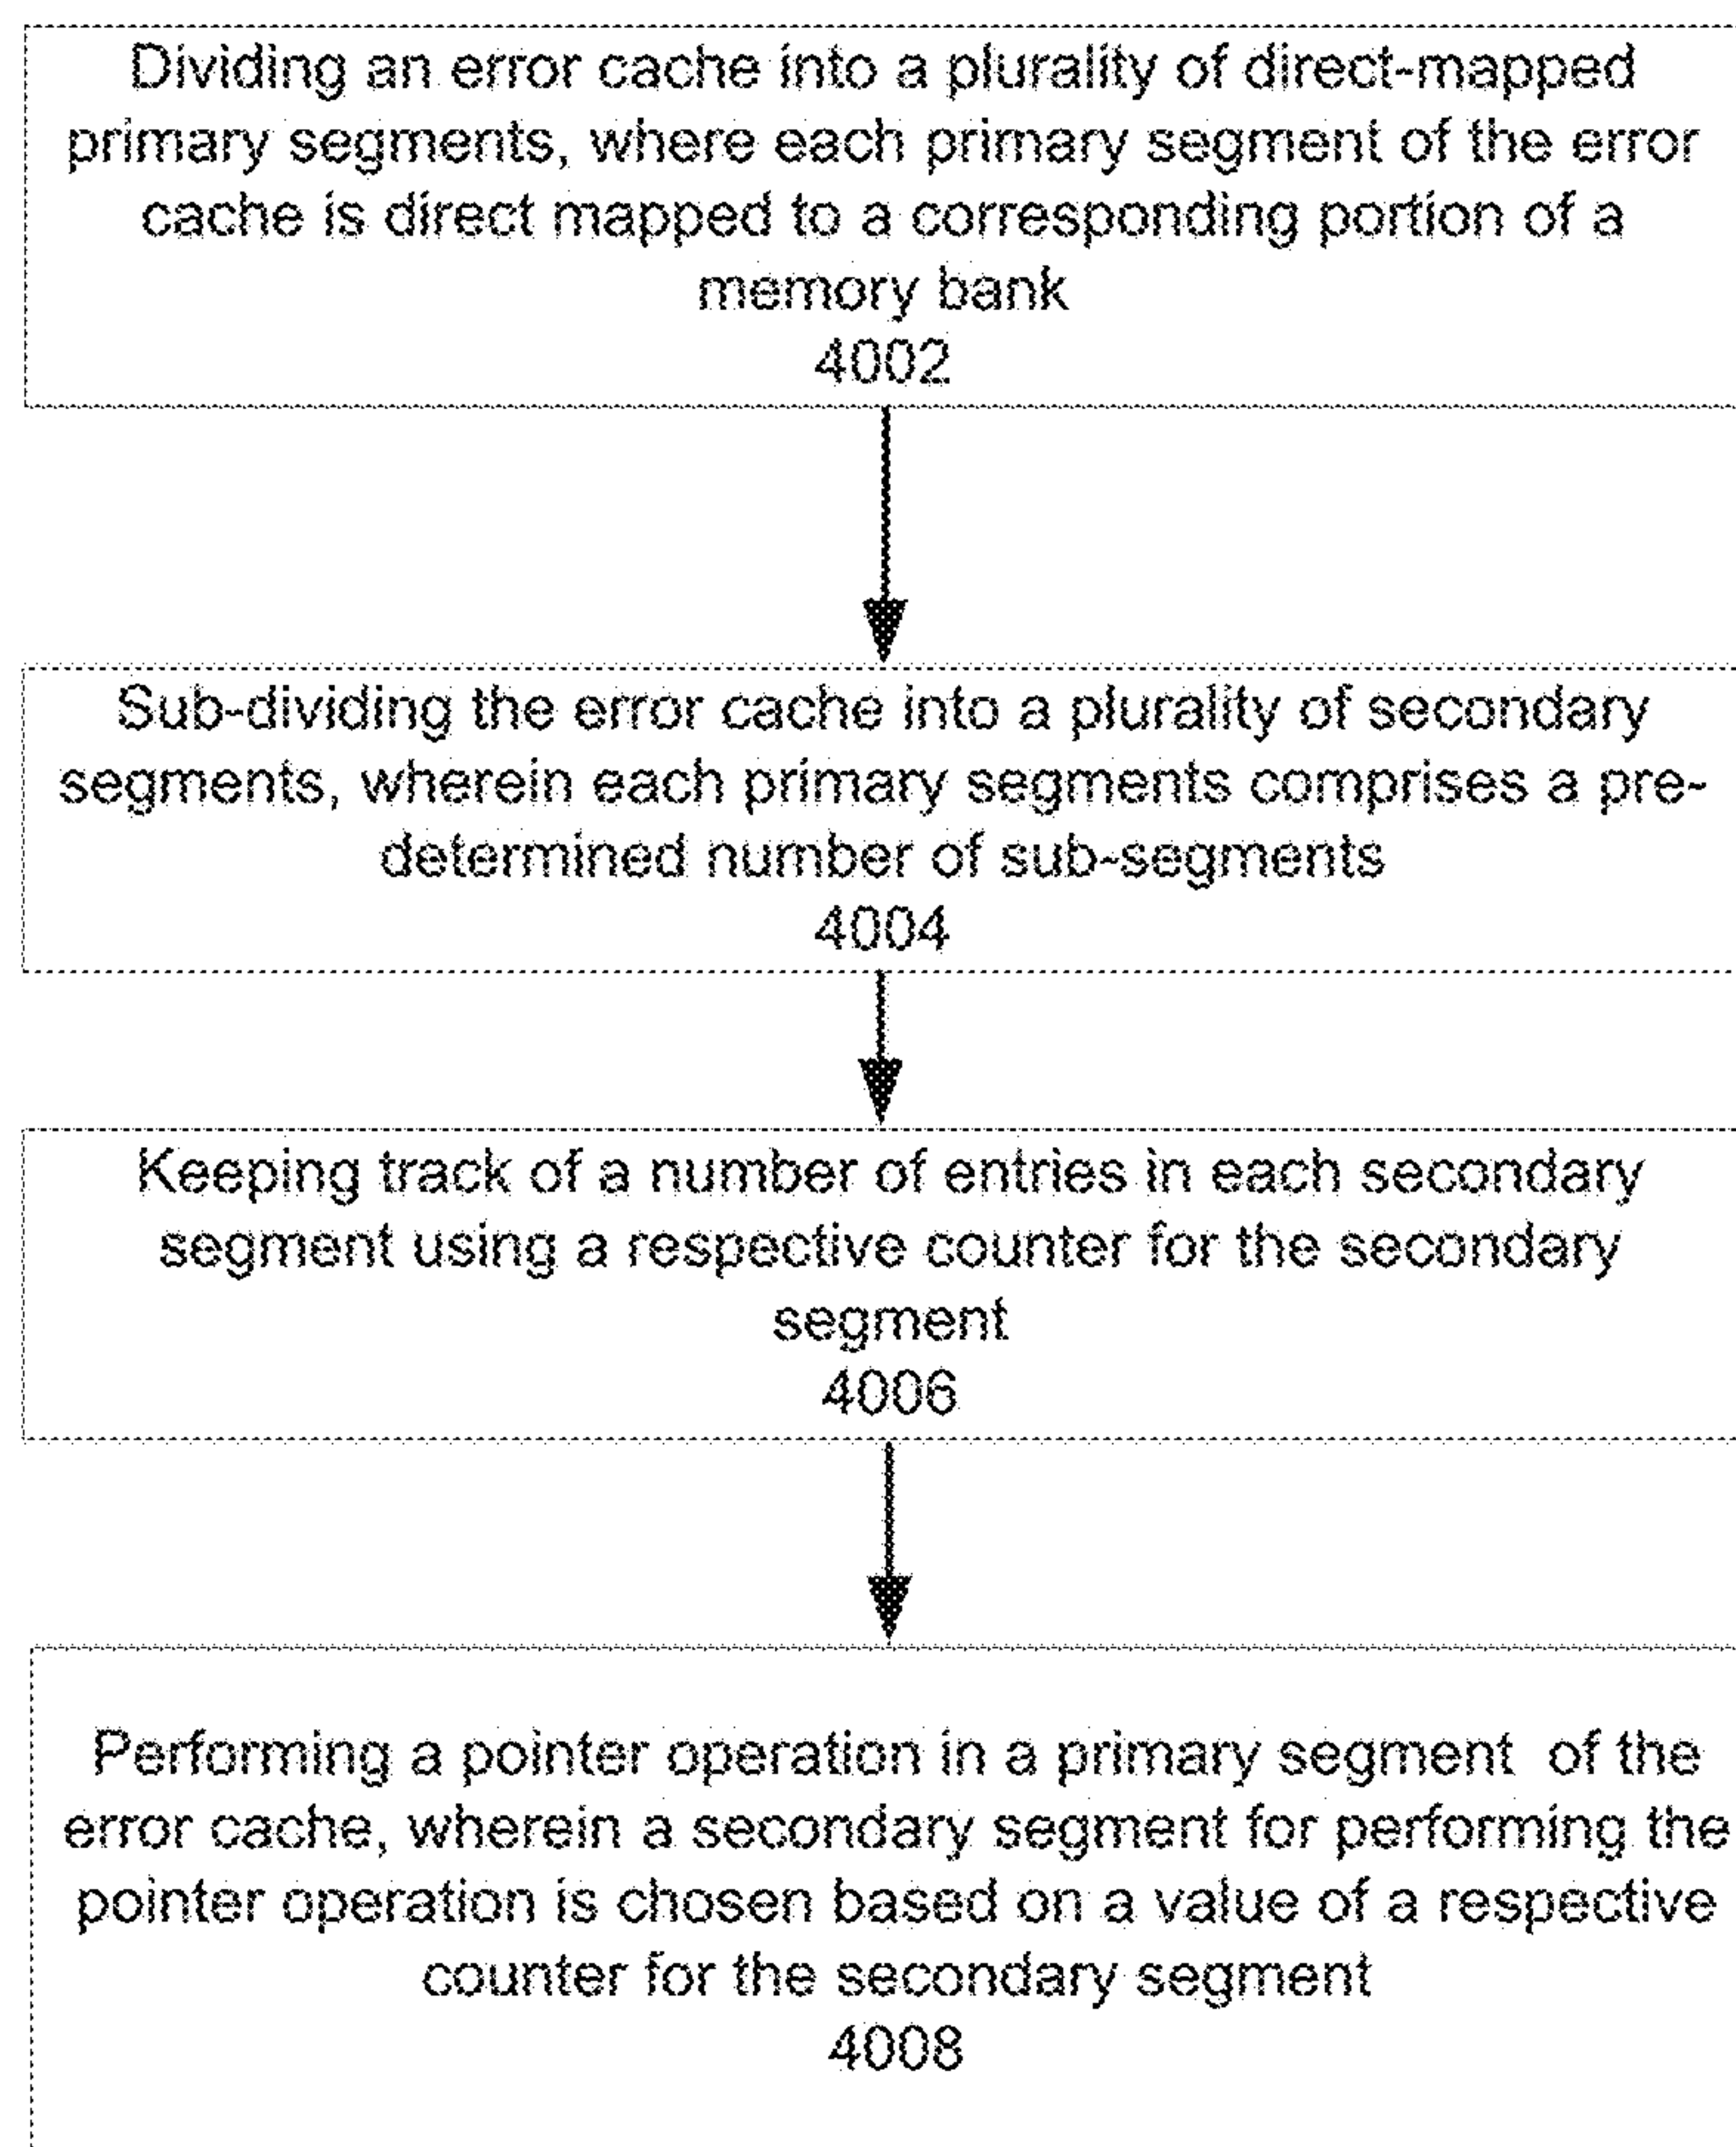 Dividing an error cache into a plurality of direct-mapped
primary segments, where each primary segment of the error
cache is direct mapped to a corresponding portion of a
memory bank
4002
Sub-dividing the error cache into a plurality of secondary
segments, wherein each primary segments comprises a pre-
determined number of sub-segments
4004
Keeping track of a number of entries in each secondary
segment using a respective counter for the secondary
segment
4006
Performing a pointer operation in a primary segment of the
error cache, wherein a secondary segment for performing the
pointer operation is chosen based on a value of a respective
counter for the secondary segment
4008